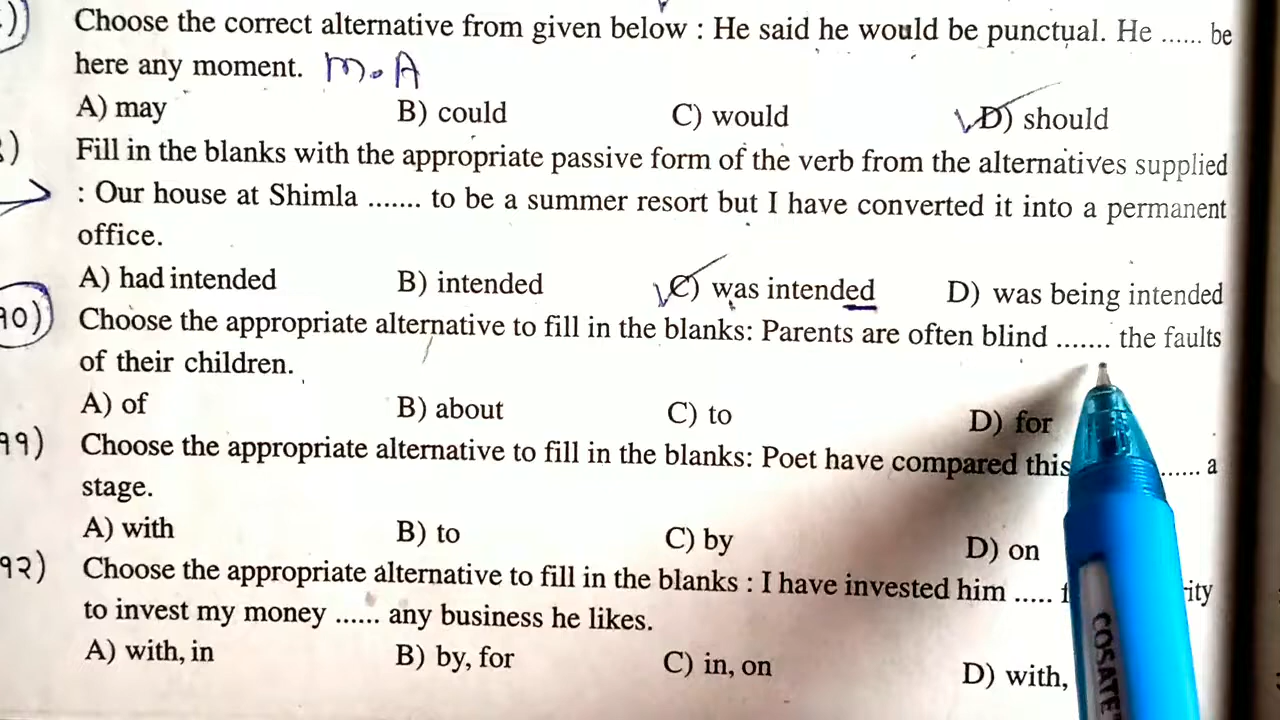 Choose the correct alternative from given below : He said he would be punctual. He ...... be
here any moment. M.A
A) may B) could C) would D) should
Fill in the blanks with the appropriate passive form of the verb from the alternatives supplied
: Our house at Shimla ....... to be a summer resort but I have converted it into a permanent
office.
A) had intended B) intended C) was intended D) was being intended
90) Choose the appropriate alternative to fill in the blanks: Parents are often blind ....... the faults
of their children.
A) of B) about C) to D) for
99) Choose the appropriate alternative to fill in the blanks: Poet have compared this ...... a
stage.
A) with B) to C) by D) on
92) Choose the appropriate alternative to fill in the blanks : I have invested him .....
to invest my money ...... any business he likes.
A) with, in B) by, for C) in, on D) with,